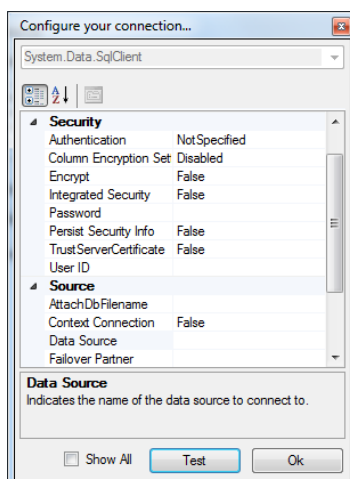 Configure your connection...
System.Data.SqlClient
Security
Authentication NotSpecified
Column Encryption Set Disabled
Encrypt False
Integrated Security False
Password
Persist Security Info False
TrustServerCertificate False
User ID
Source
AttachDbFilename
Context Connection False
Data Source
Failover Partner
Data Source
Indicates the name of the data source to connect to.
Show All Test Ok